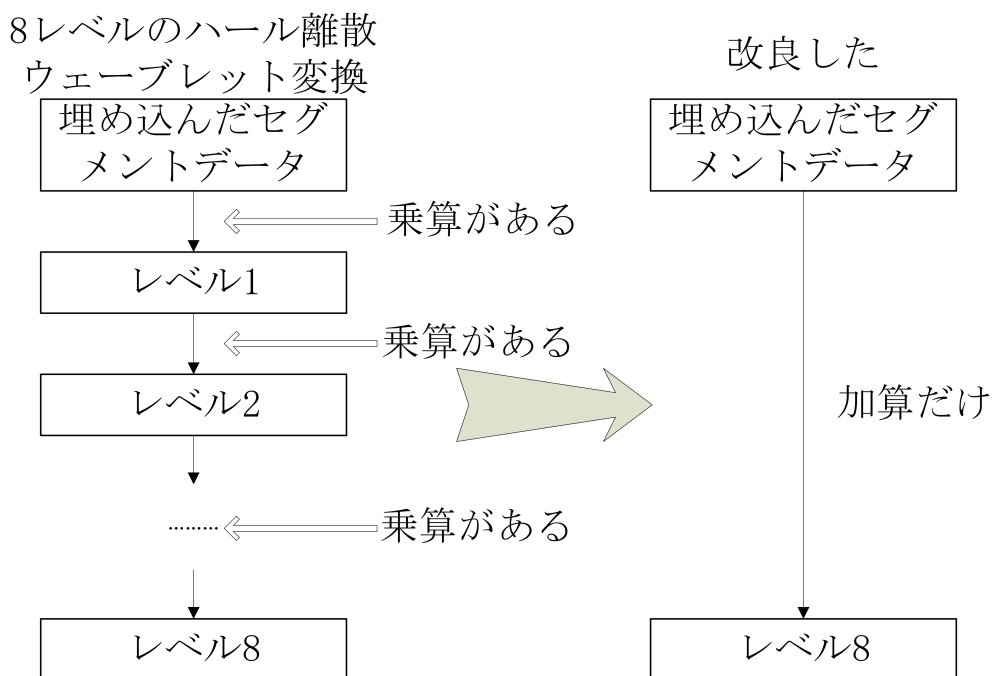 8レベルのハール離散
ウェーブレット変換
埋め込んだセグ
メントデータ
乗算がある
レベル1
乗算がある
レベル2
………
乗算がある
レベル8
改良した
埋め込んだセグ
メントデータ
加算だけ
レベル8